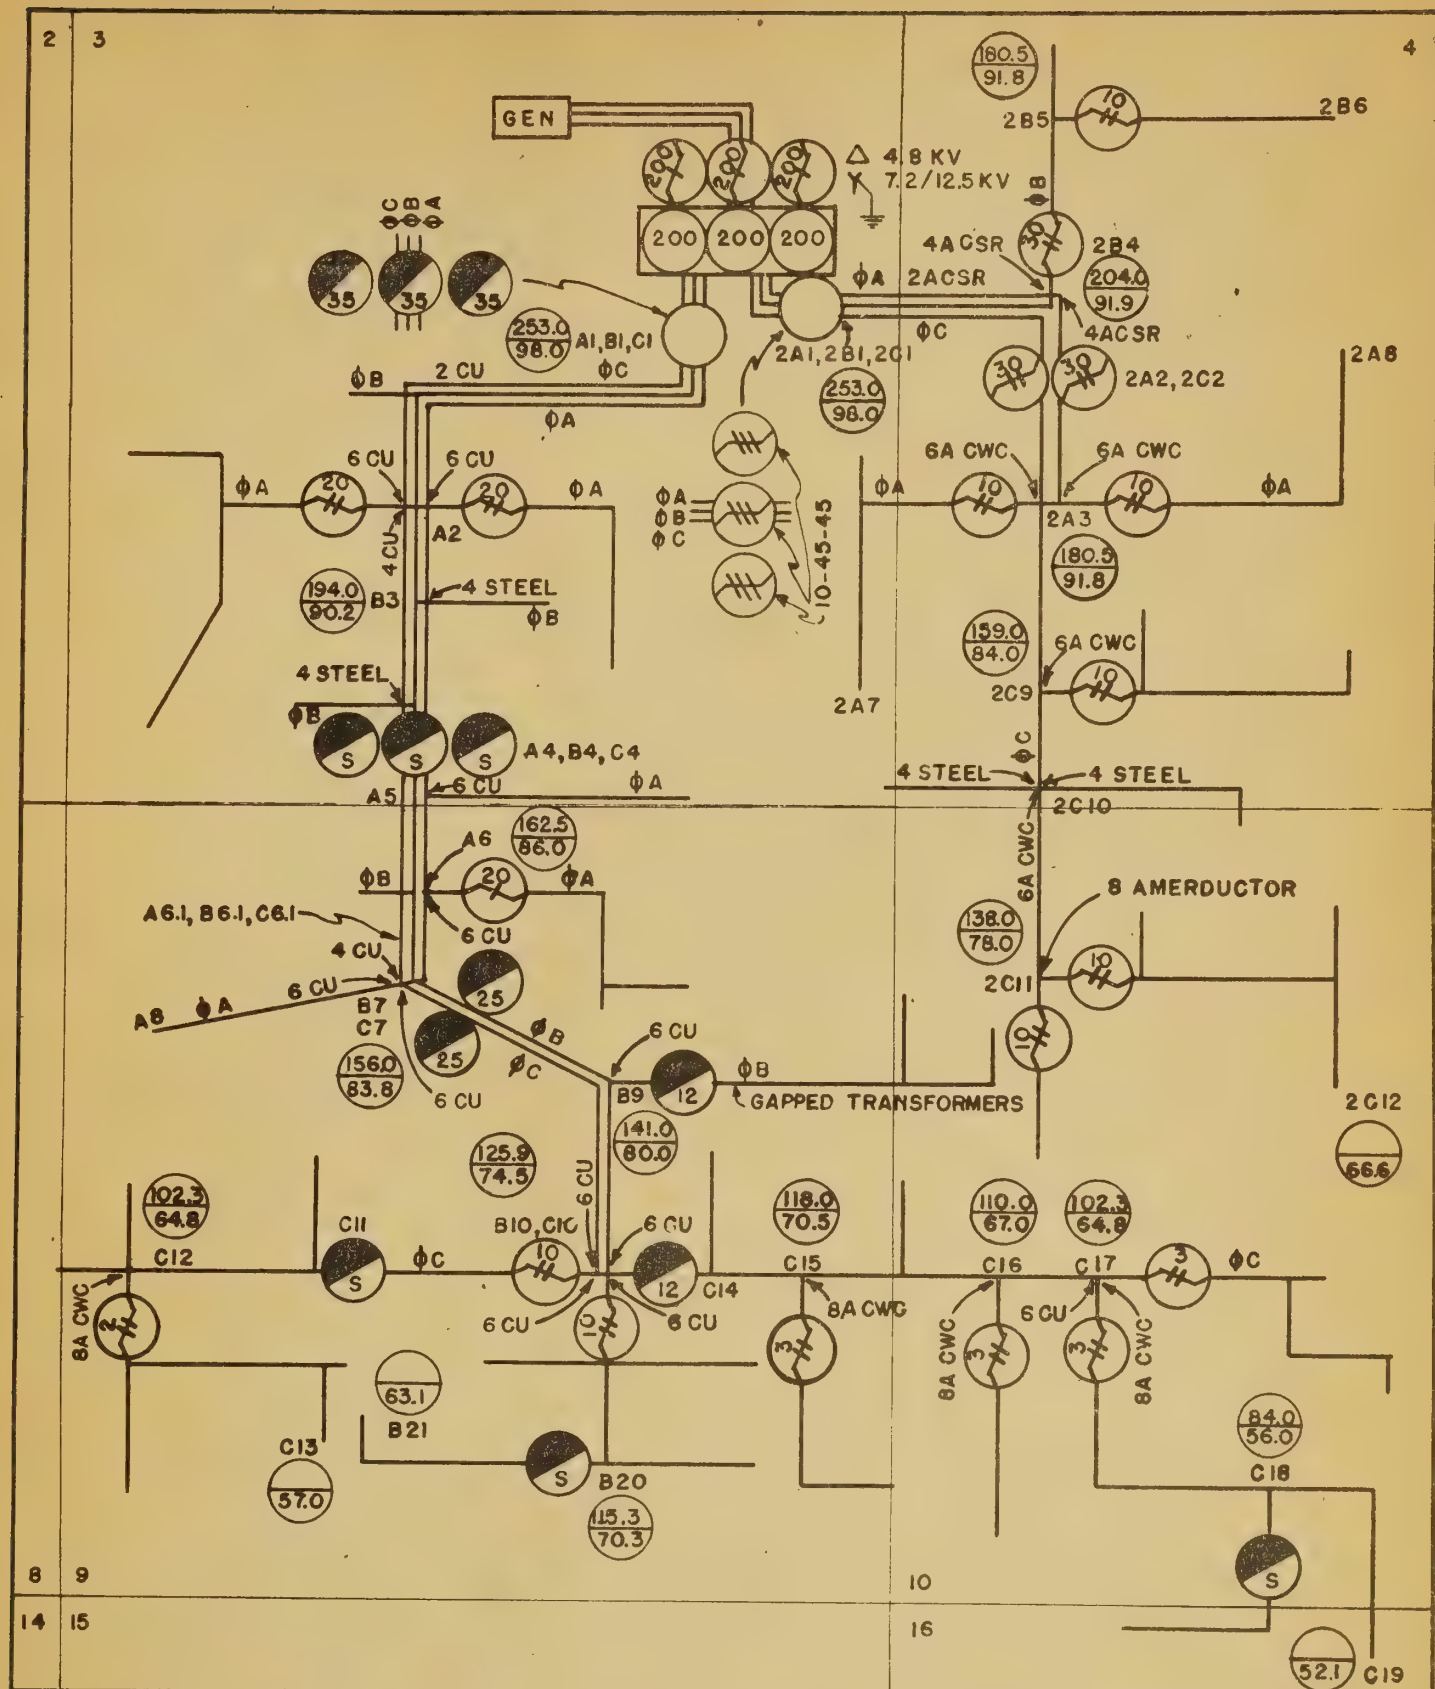 2
3
4
180.5
91.8
10
2B5
2B6
GEN
200
200
200
△ 4.8 KV
Y 7.2/12.5 KV
ϕC
ϕB
ϕA
ϕB
200
200
200
4ACSR
30
2B4
35
35
35
ϕA 2ACSR
204.0
91.9
253.0
98.0
A1, B1, C1
ϕC
4ACSR
2A1, 2B1, 2C1
2 CU
ϕC
ϕB
30
30
2A2, 2C2
2A8
253.0
98.0
ϕA
6 CU
6 CU
6A CWC
6A CWC
ϕA
20
20
ϕA
ϕA
10
10
ϕA
ϕA
ϕB
ϕC
4 CU
A2
2A3
10-45-45
180.5
91.8
194.0
90.2
B3
4 STEEL
ϕB
159.0
84.0
6A CWC
4 STEEL
2C9
10
ϕB
2A7
S
S
S
A4, B4, C4
ϕC
4 STEEL
4 STEEL
A5
6 CU
ϕA
2C10
A6
162.5
86.0
6A CWC
ϕB
20
ϕA
8 AMERDUCTOR
A6.1, B6.1, C6.1
6 CU
138.0
78.0
4 CU
6 CU
25
2C11
10
A8
ϕA
B7
C7
25
ϕB
ϕC
6 CU
10
156.0
83.8
6 CU
B9
12
ϕB
GAPPED TRANSFORMERS
2C12
141.0
80.0
66.6
125.9
74.5
6 CU
102.3
64.8
118.0
70.5
110.0
67.0
102.3
64.8
C11
B10, C10
6 CU
C12
S
ϕC
10
12
C14
C15
C16
C17
3
ϕC
8A CWC
2
6 CU
10
6 CU
8A CWC
3
8A CWC
3
6 CU
3
8A CWC
63.1
B21
84.0
56.0
C13
57.0
S
B20
C18
115.3
70.3
S
8
9
10
14
15
16
52.1
C19